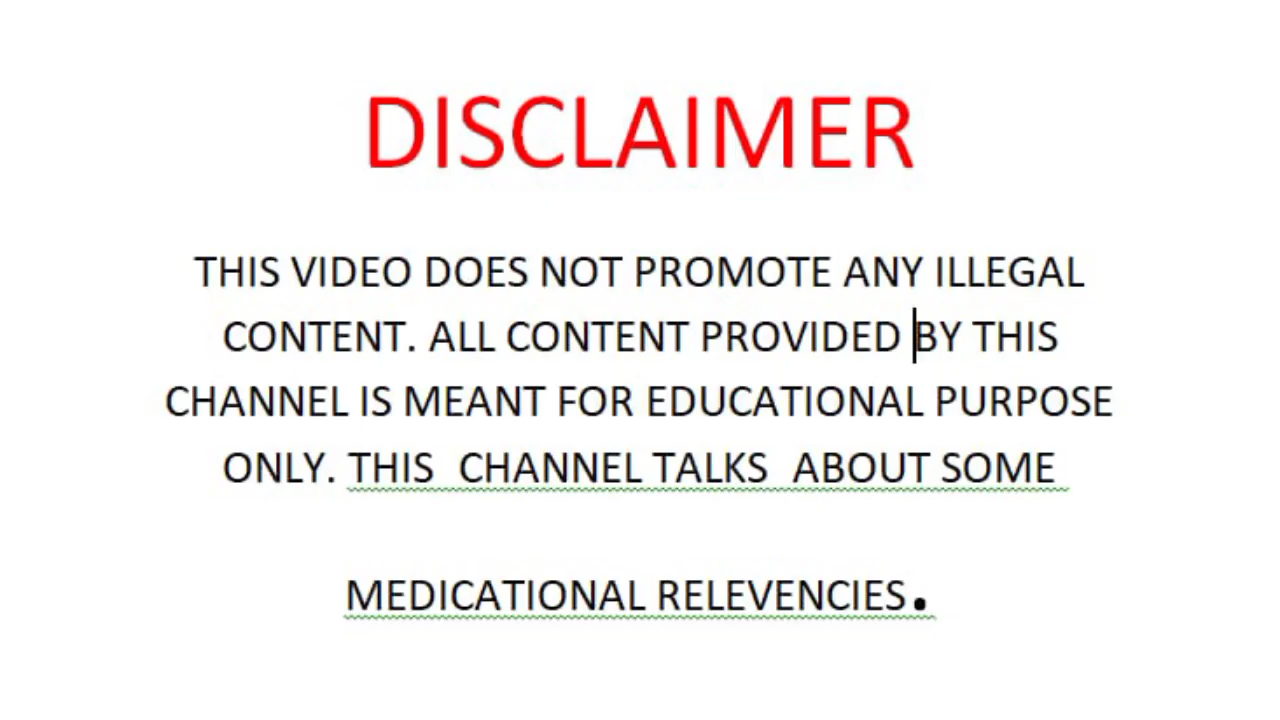 DISCLAIMER
THIS VIDEO DOES NOT PROMOTE ANY ILLEGAL
CONTENT. ALL CONTENT PROVIDED BY THIS
CHANNEL IS MEANT FOR EDUCATIONAL PURPOSE
ONLY. THIS CHANNEL TALKS ABOUT SOME
MEDICATIONAL RELEVENCIES.